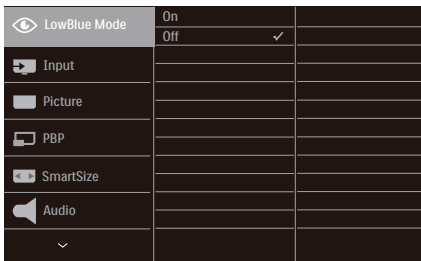 LowBlue Mode
On
Off
Input
Picture
PBP
SmartSize
Audio